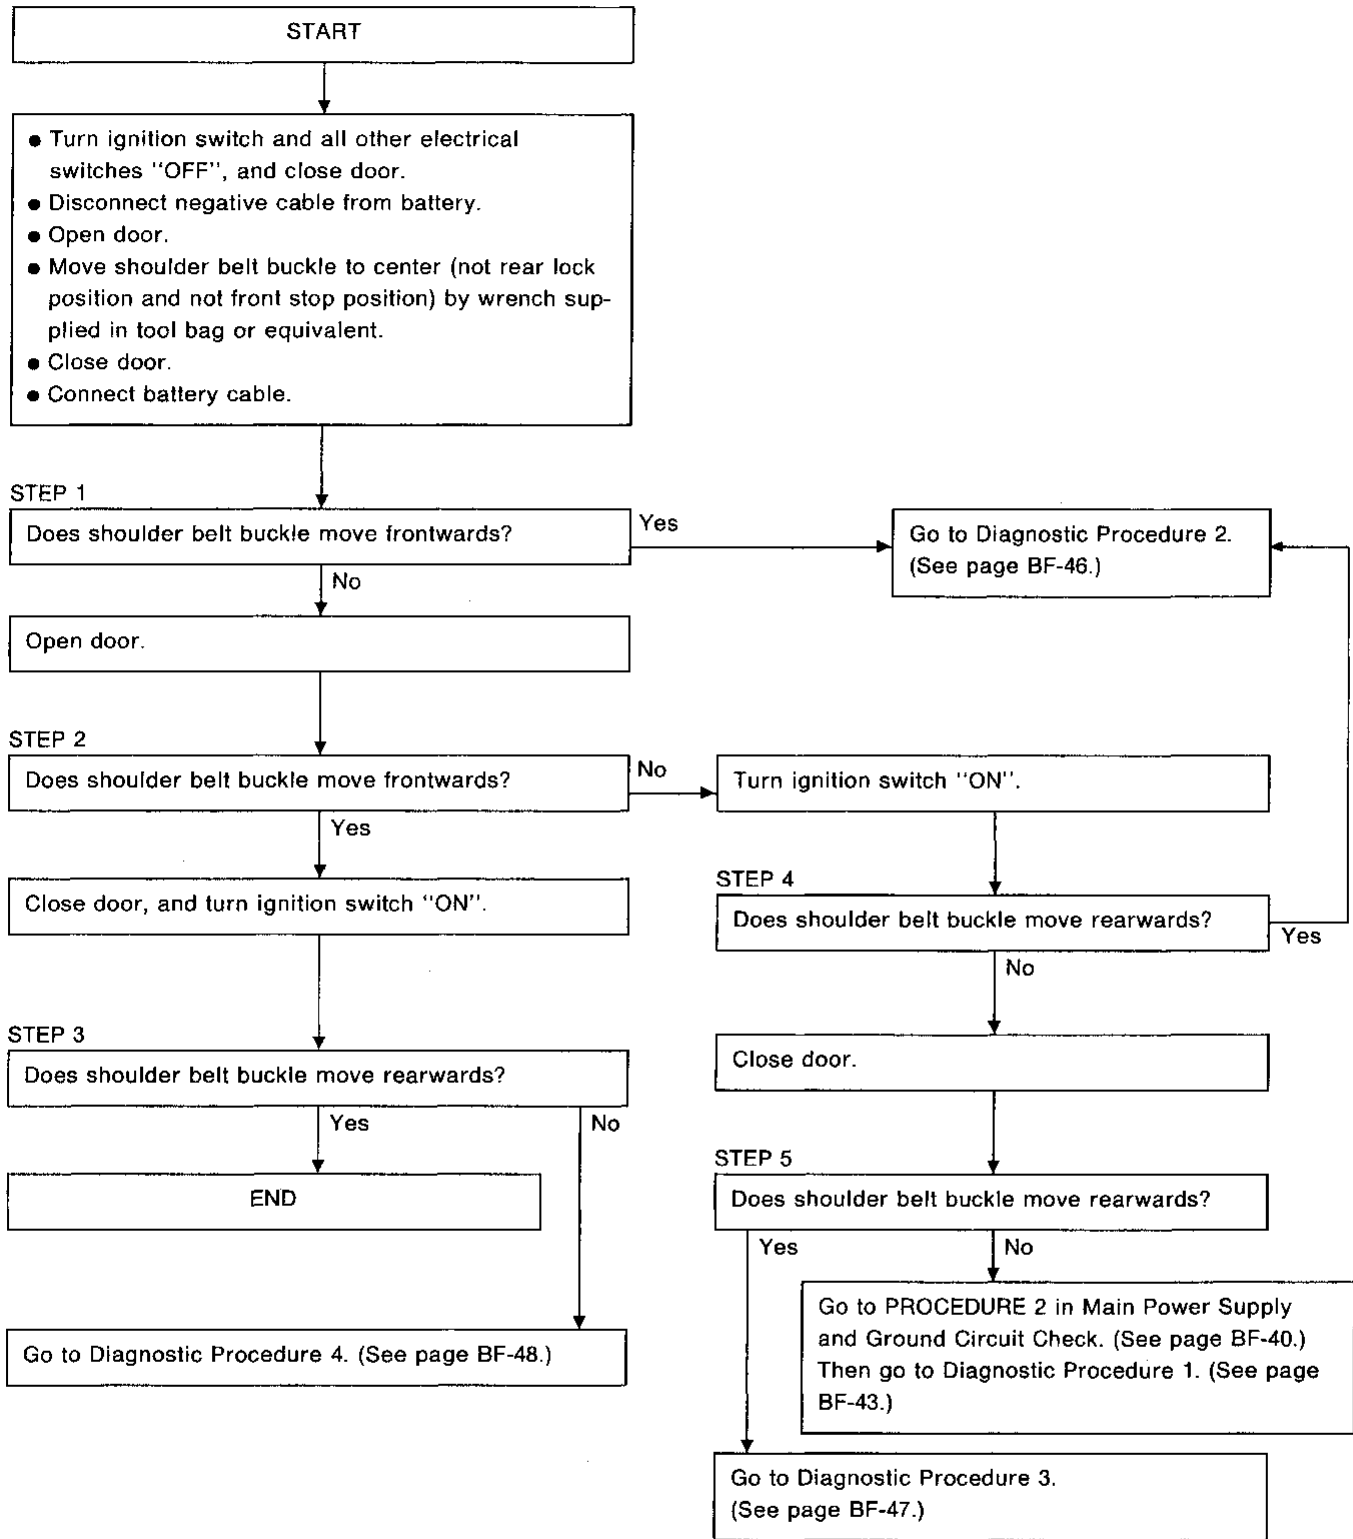 START
● Turn ignition switch and all other electrical
switches "OFF", and close door.
● Disconnect negative cable from battery.
● Open door.
● Move shoulder belt buckle to center (not rear lock
position and not front stop position) by wrench sup-
plied in tool bag or equivalent.
● Close door.
● Connect battery cable.
STEP 1
Does shoulder belt buckle move frontwards?
Yes
Go to Diagnostic Procedure 2.
(See page BF-46.)
No
Open door.
STEP 2
Does shoulder belt buckle move frontwards?
No
Turn ignition switch "ON".
Yes
Close door, and turn ignition switch "ON".
STEP 4
Does shoulder belt buckle move rearwards?
Yes
No
STEP 3
Does shoulder belt buckle move rearwards?
Close door.
Yes
No
END
STEP 5
Does shoulder belt buckle move rearwards?
Yes
No
Go to PROCEDURE 2 in Main Power Supply
and Ground Circuit Check. (See page BF-40.)
Then go to Diagnostic Procedure 1. (See page
BF-43.)
Go to Diagnostic Procedure 4. (See page BF-48.)
Go to Diagnostic Procedure 3.
(See page BF-47.)